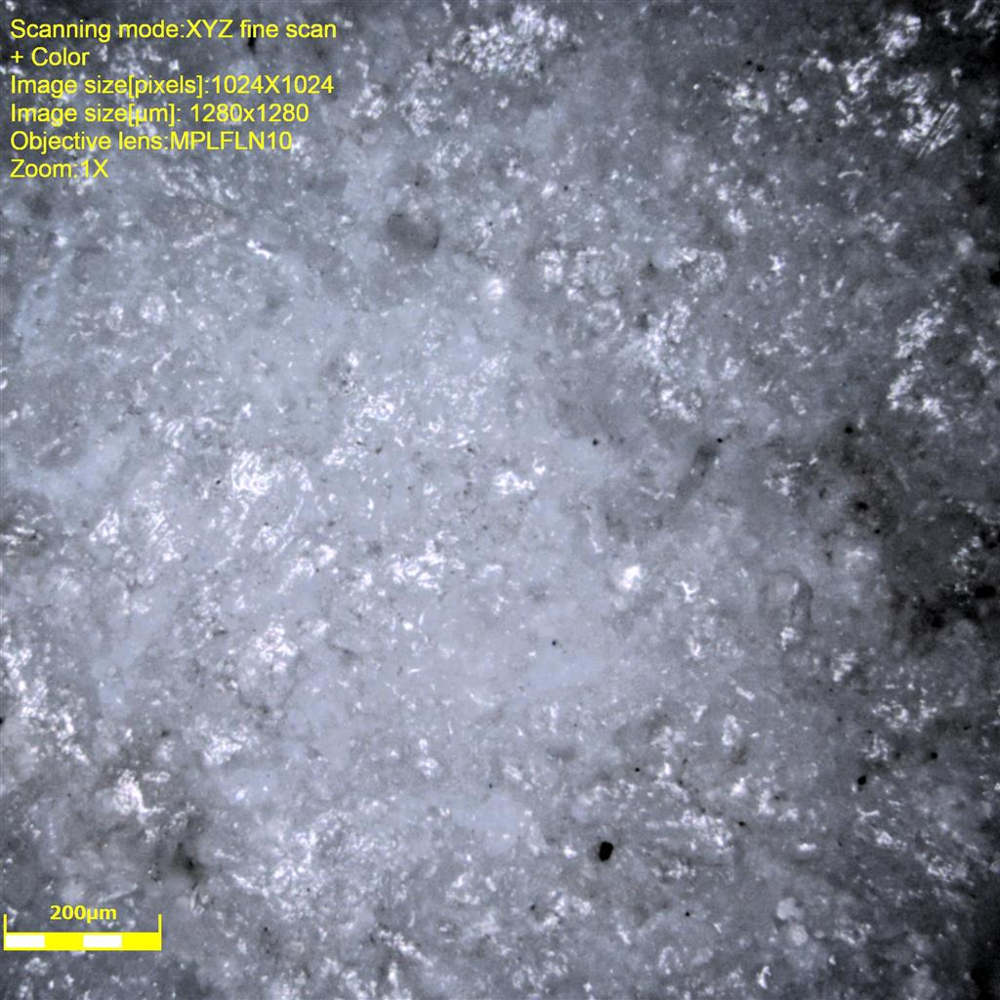 Scanning mode:XYZ fine scan
+ Color
Image size[pixels]:1024X1024
Image size[µm]: 1280x1280
Objective lens:MPLFLN10
Zoom:1X
200µm